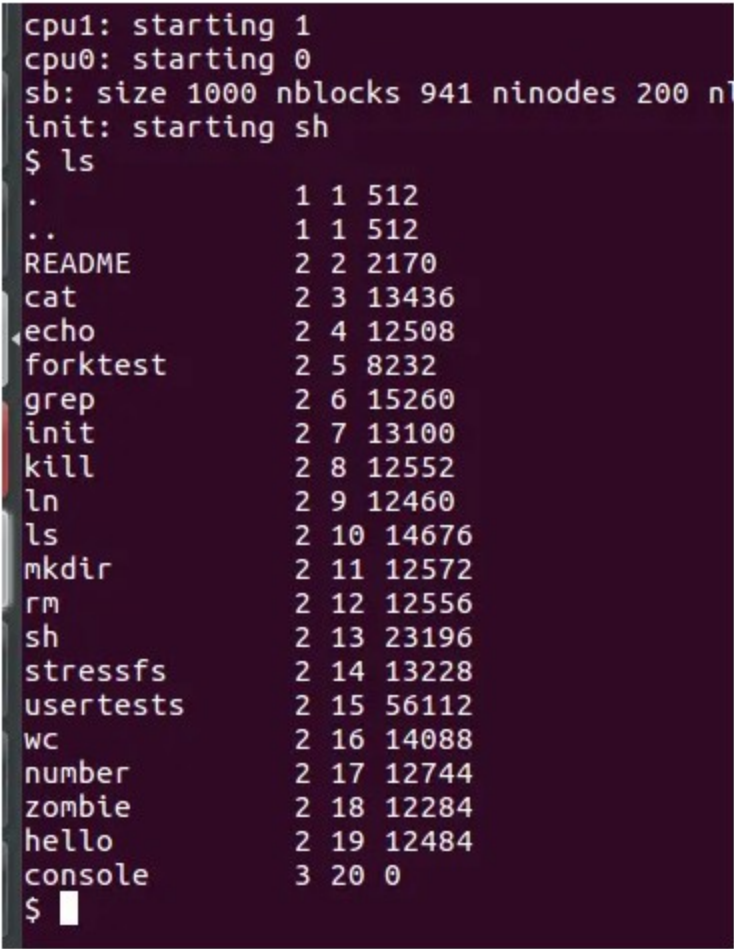 cpu1: starting 1
cpu0: starting 0
sb: size 1000 nblocks 941 ninodes 200 nl
init: starting sh
$ ls
. 1 1 512
.. 1 1 512
README 2 2 2170
cat 2 3 13436
echo 2 4 12508
forktest 2 5 8232
grep 2 6 15260
init 2 7 13100
kill 2 8 12552
ln 2 9 12460
ls 2 10 14676
mkdir 2 11 12572
rm 2 12 12556
sh 2 13 23196
stressfs 2 14 13228
usertests 2 15 56112
wc 2 16 14088
number 2 17 12744
zombie 2 18 12284
hello 2 19 12484
console 3 20 0
$